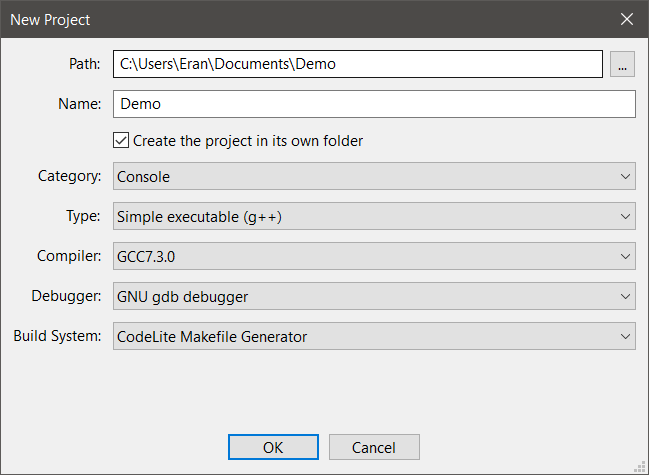 New Project
Path: C:\Users\Eran\Documents\Demo ...
Name: Demo
Create the project in its own folder
Category: Console
Type: Simple executable (g++)
Compiler: GCC7.3.0
Debugger: GNU gdb debugger
Build System: CodeLite Makefile Generator
OK Cancel